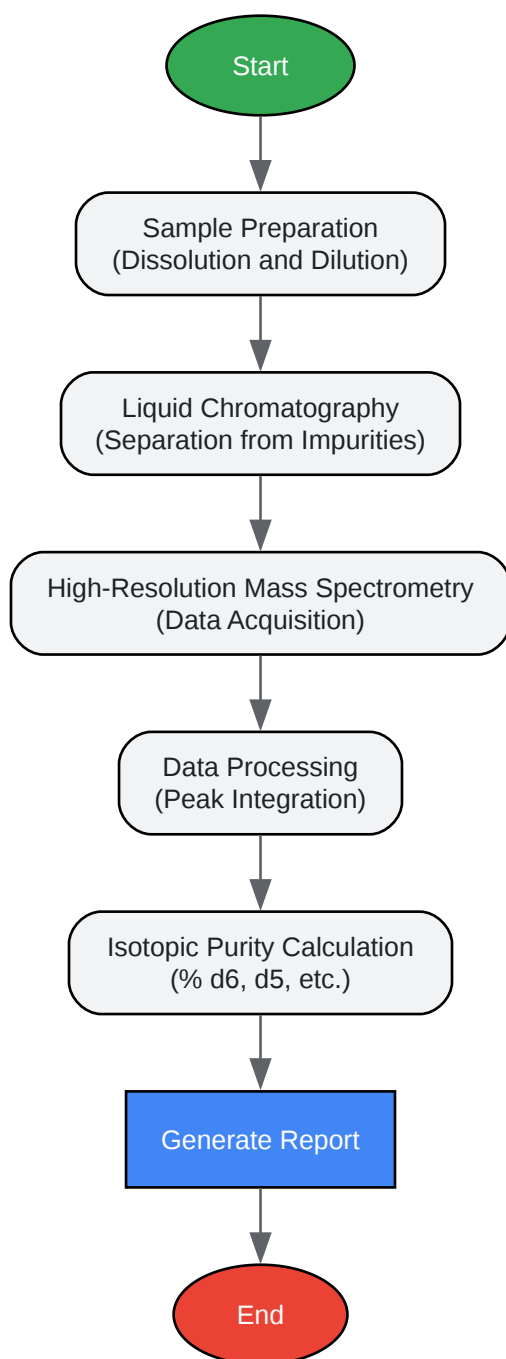 Start
Sample Preparation
(Dissolution and Dilution)
Liquid Chromatography
(Separation from Impurities)
High-Resolution Mass Spectrometry
(Data Acquisition)
Data Processing
(Peak Integration)
Isotopic Purity Calculation
(% d6, d5, etc.)
Generate Report
End